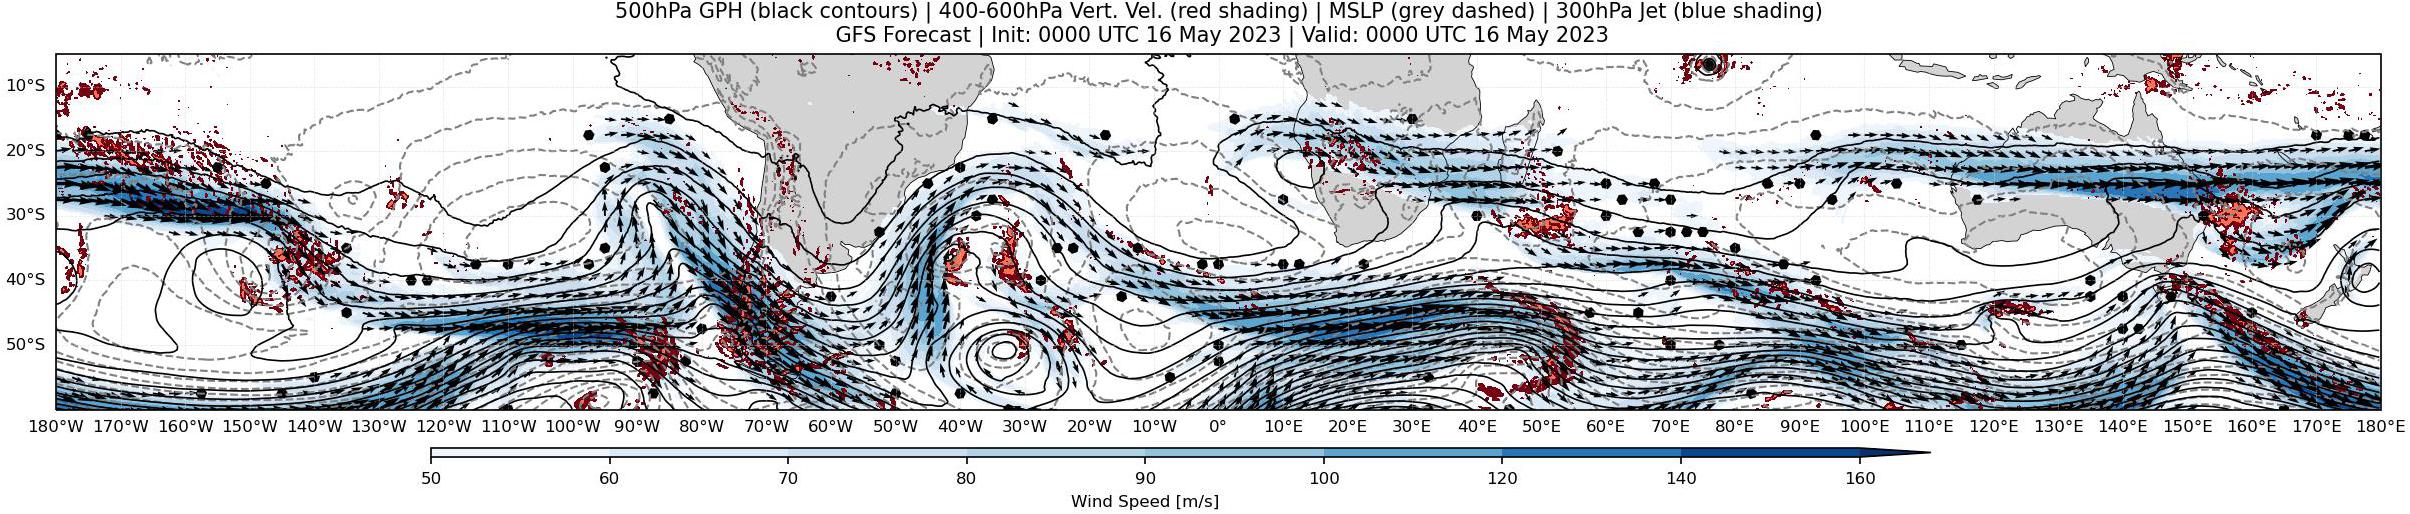 500hPa GPH (black contours) | 400-600hPa Vert. Vel. (red shading) | MSLP (grey dashed) | 300hPa Jet (blue shading)
GFS Forecast | Init: 0000 UTC 16 May 2023 | Valid: 0000 UTC 16 May 2023
10°S
20°S
30°S
40°S
50°S
180°W 170°W 160°W 150°W 140°W 130°W 120°W 110°W 100°W 90°W 80°W 70°W 60°W 50°W 40°W 30°W 20°W 10°W 0° 10°E 20°E 30°E 40°E 50°E 60°E 70°E 80°E 90°E 100°E 110°E 120°E 130°E 140°E 150°E 160°E 170°E 180°E
50 60 70 80 90 100 120 140 160
Wind Speed [m/s]